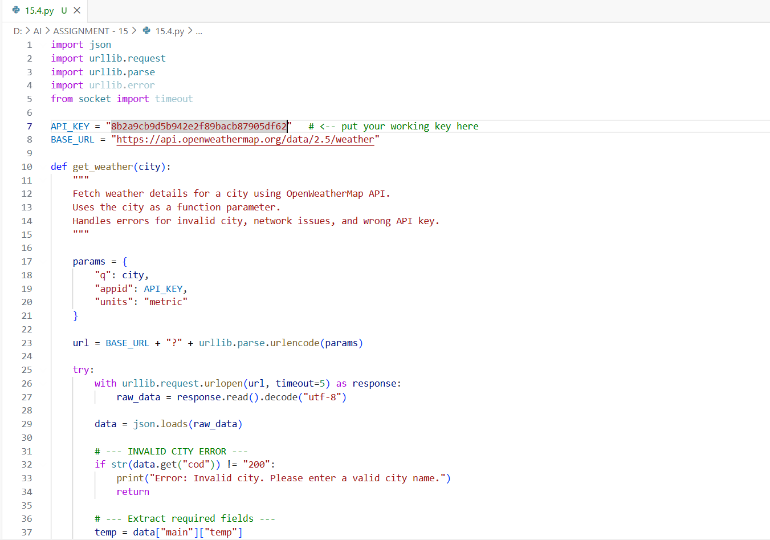 15.4.py U ×
D: > AI > ASSIGNMENT - 15 > 15.4.py > ...
1 import json
2 import urllib.request
3 import urllib.parse
4 import urllib.error
5 from socket import timeout
6
7 API_KEY = "8b2a9cb9d5b942e2f89bacb87905df62" # <-- put your working key here
8 BASE_URL = "https://api.openweathermap.org/data/2.5/weather"
9
10 def get_weather(city):
11 """
12 Fetch weather details for a city using OpenWeatherMap API.
13 Uses the city as a function parameter.
14 Handles errors for invalid city, network issues, and wrong API key.
15 """
16
17 params = {
18 "q": city,
19 "appid": API_KEY,
20 "units": "metric"
21 }
22
23 url = BASE_URL + "?" + urllib.parse.urlencode(params)
24
25 try:
26 with urllib.request.urlopen(url, timeout=5) as response:
27 raw_data = response.read().decode("utf-8")
28
29 data = json.loads(raw_data)
30
31 # --- INVALID CITY ERROR ---
32 if str(data.get("cod")) != "200":
33 print("Error: Invalid city. Please enter a valid city name.")
34 return
35
36 # --- Extract required fields ---
37 temp = data["main"]["temp"]